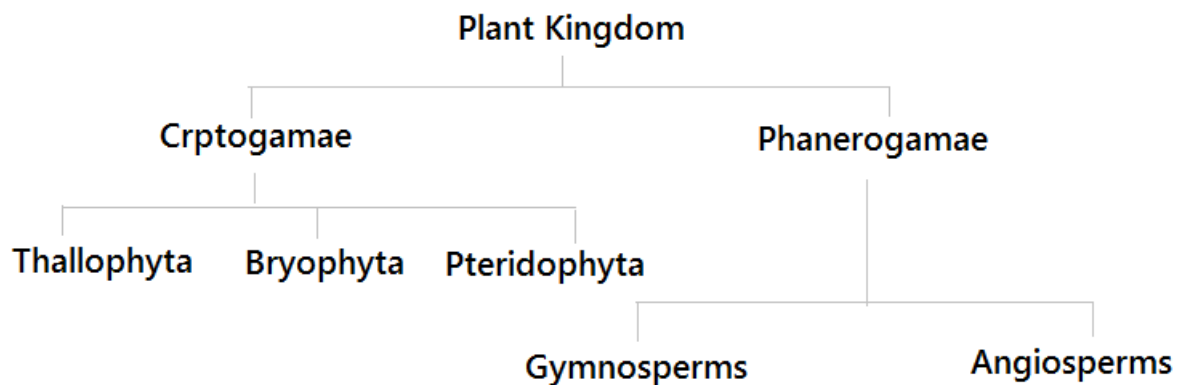 Plant Kingdom
Crptogamae
Phanerogamae
Thallophyta
Bryophyta
Pteridophyta
Gymnosperms
Angiosperms